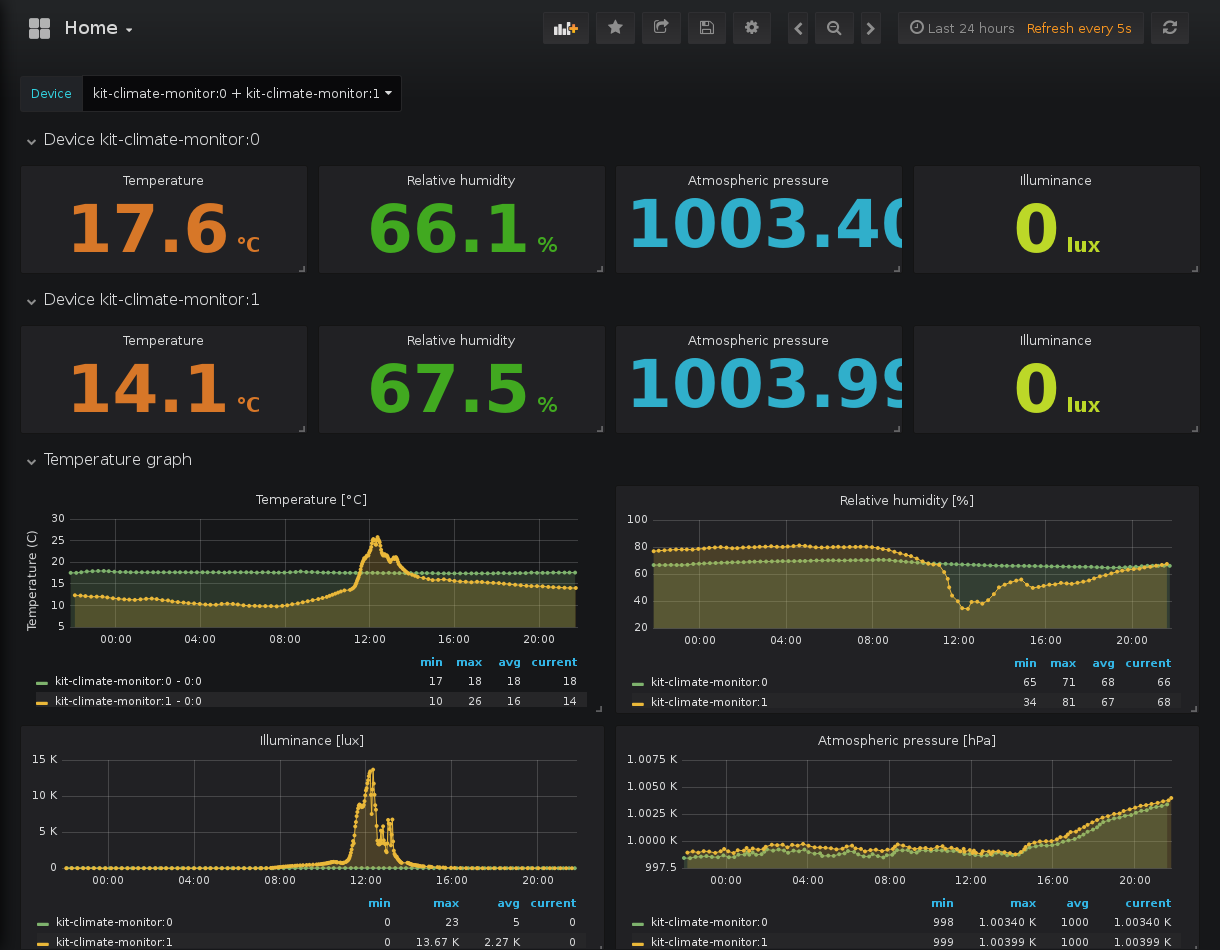 Home
Last 24 hours Refresh every 5s
Device kit-climate-monitor:0 + kit-climate-monitor:1
Device kit-climate-monitor:0
Temperature Relative humidity Atmospheric pressure Illuminance
17.6 °C 66.1 % 1003.40 0 lux
Device kit-climate-monitor:1
Temperature Relative humidity Atmospheric pressure Illuminance
14.1 °C 67.5 % 1003.99 0 lux
Temperature graph
Temperature [°C]
Temperature (C)
30
25
20
15
10
5
00:00 04:00 08:00 12:00 16:00 20:00
min max avg current
kit-climate-monitor:0 - 0:0 17 18 18 18
kit-climate-monitor:1 - 0:0 10 26 16 14
Relative humidity [%]
100
80
60
40
20
00:00 04:00 08:00 12:00 16:00 20:00
min max avg current
kit-climate-monitor:0 65 71 68 66
kit-climate-monitor:1 34 81 67 68
Illuminance [lux]
15 K
10 K
5 K
0
00:00 04:00 08:00 12:00 16:00 20:00
min max avg current
kit-climate-monitor:0 0 23 5 0
kit-climate-monitor:1 0 13.67 K 2.27 K 0
Atmospheric pressure [hPa]
1.0075 K
1.0050 K
1.0025 K
1.0000 K
997.5
00:00 04:00 08:00 12:00 16:00 20:00
min max avg current
kit-climate-monitor:0 998 1.00340 K 1000 1.00340 K
kit-climate-monitor:1 999 1.00399 K 1000 1.00399 K